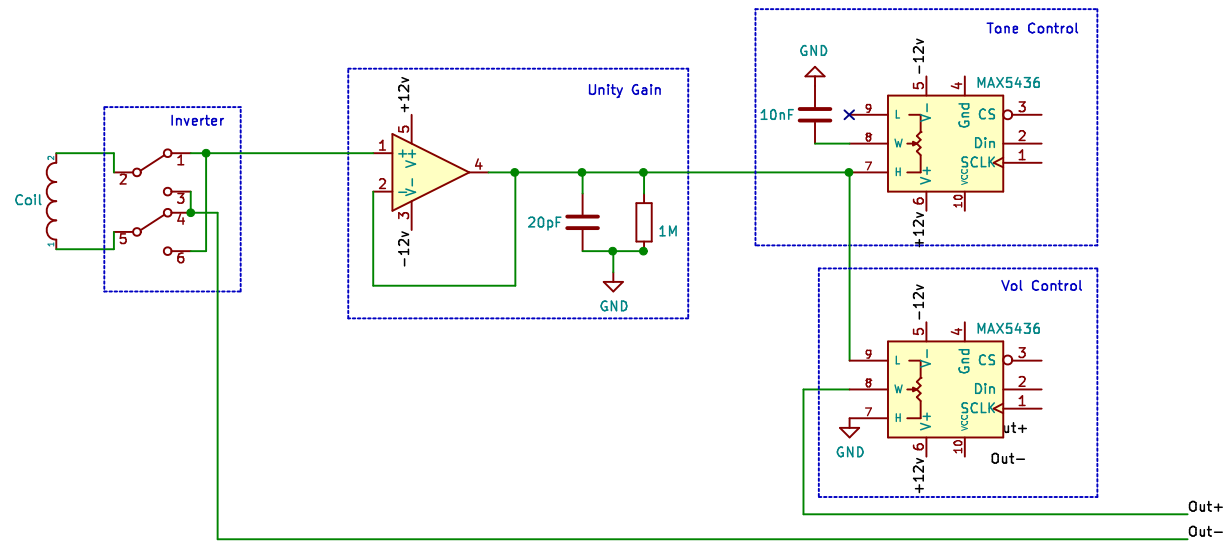 Tone Control
GND
-12v
MAX5436
10nF
5
4
9
L
V-
Gnd
CS
3
8
W
Din
2
7
H
V+
VCC
SCLK
1
6
10
+12v
Inverter
Unity Gain
+12v
Coil
2
1
2
1
3
4
5
6
1
+
V+
5
4
2
-
V-
3
-12v
20pF
1M
GND
Vol Control
-12v
MAX5436
5
4
9
L
V-
Gnd
CS
3
8
W
Din
2
7
H
V+
VCC
SCLK
1
GND
6
10
+12v
ut+
Out-
Out+
Out-